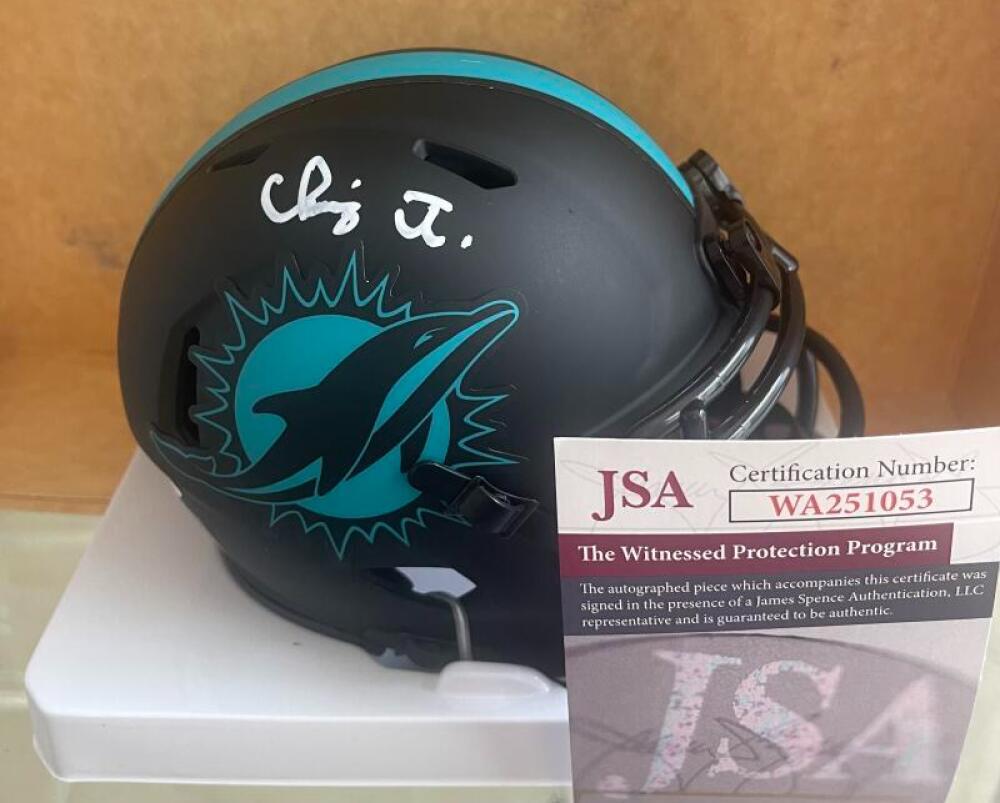 JSA
Certification Number:
WA251053
The Witnessed Protection Program
The autographed piece which accompanies this certificate was
signed in the presence of a James Spence Authentication, LLC
representative and is guaranteed to be authentic.
JSA